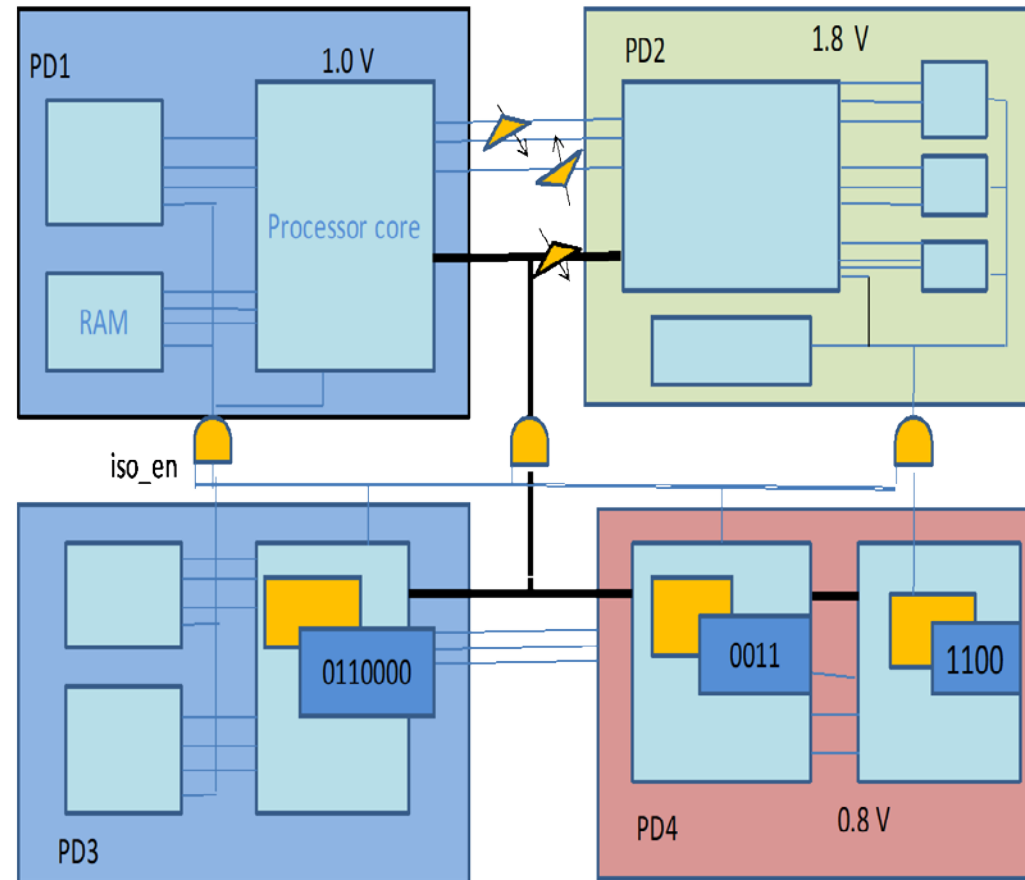 PD1
1.0 V
PD2
1.8 V
Processor core
RAM
iso_en
0110000
0011
1100
PD3
PD4
0.8 V